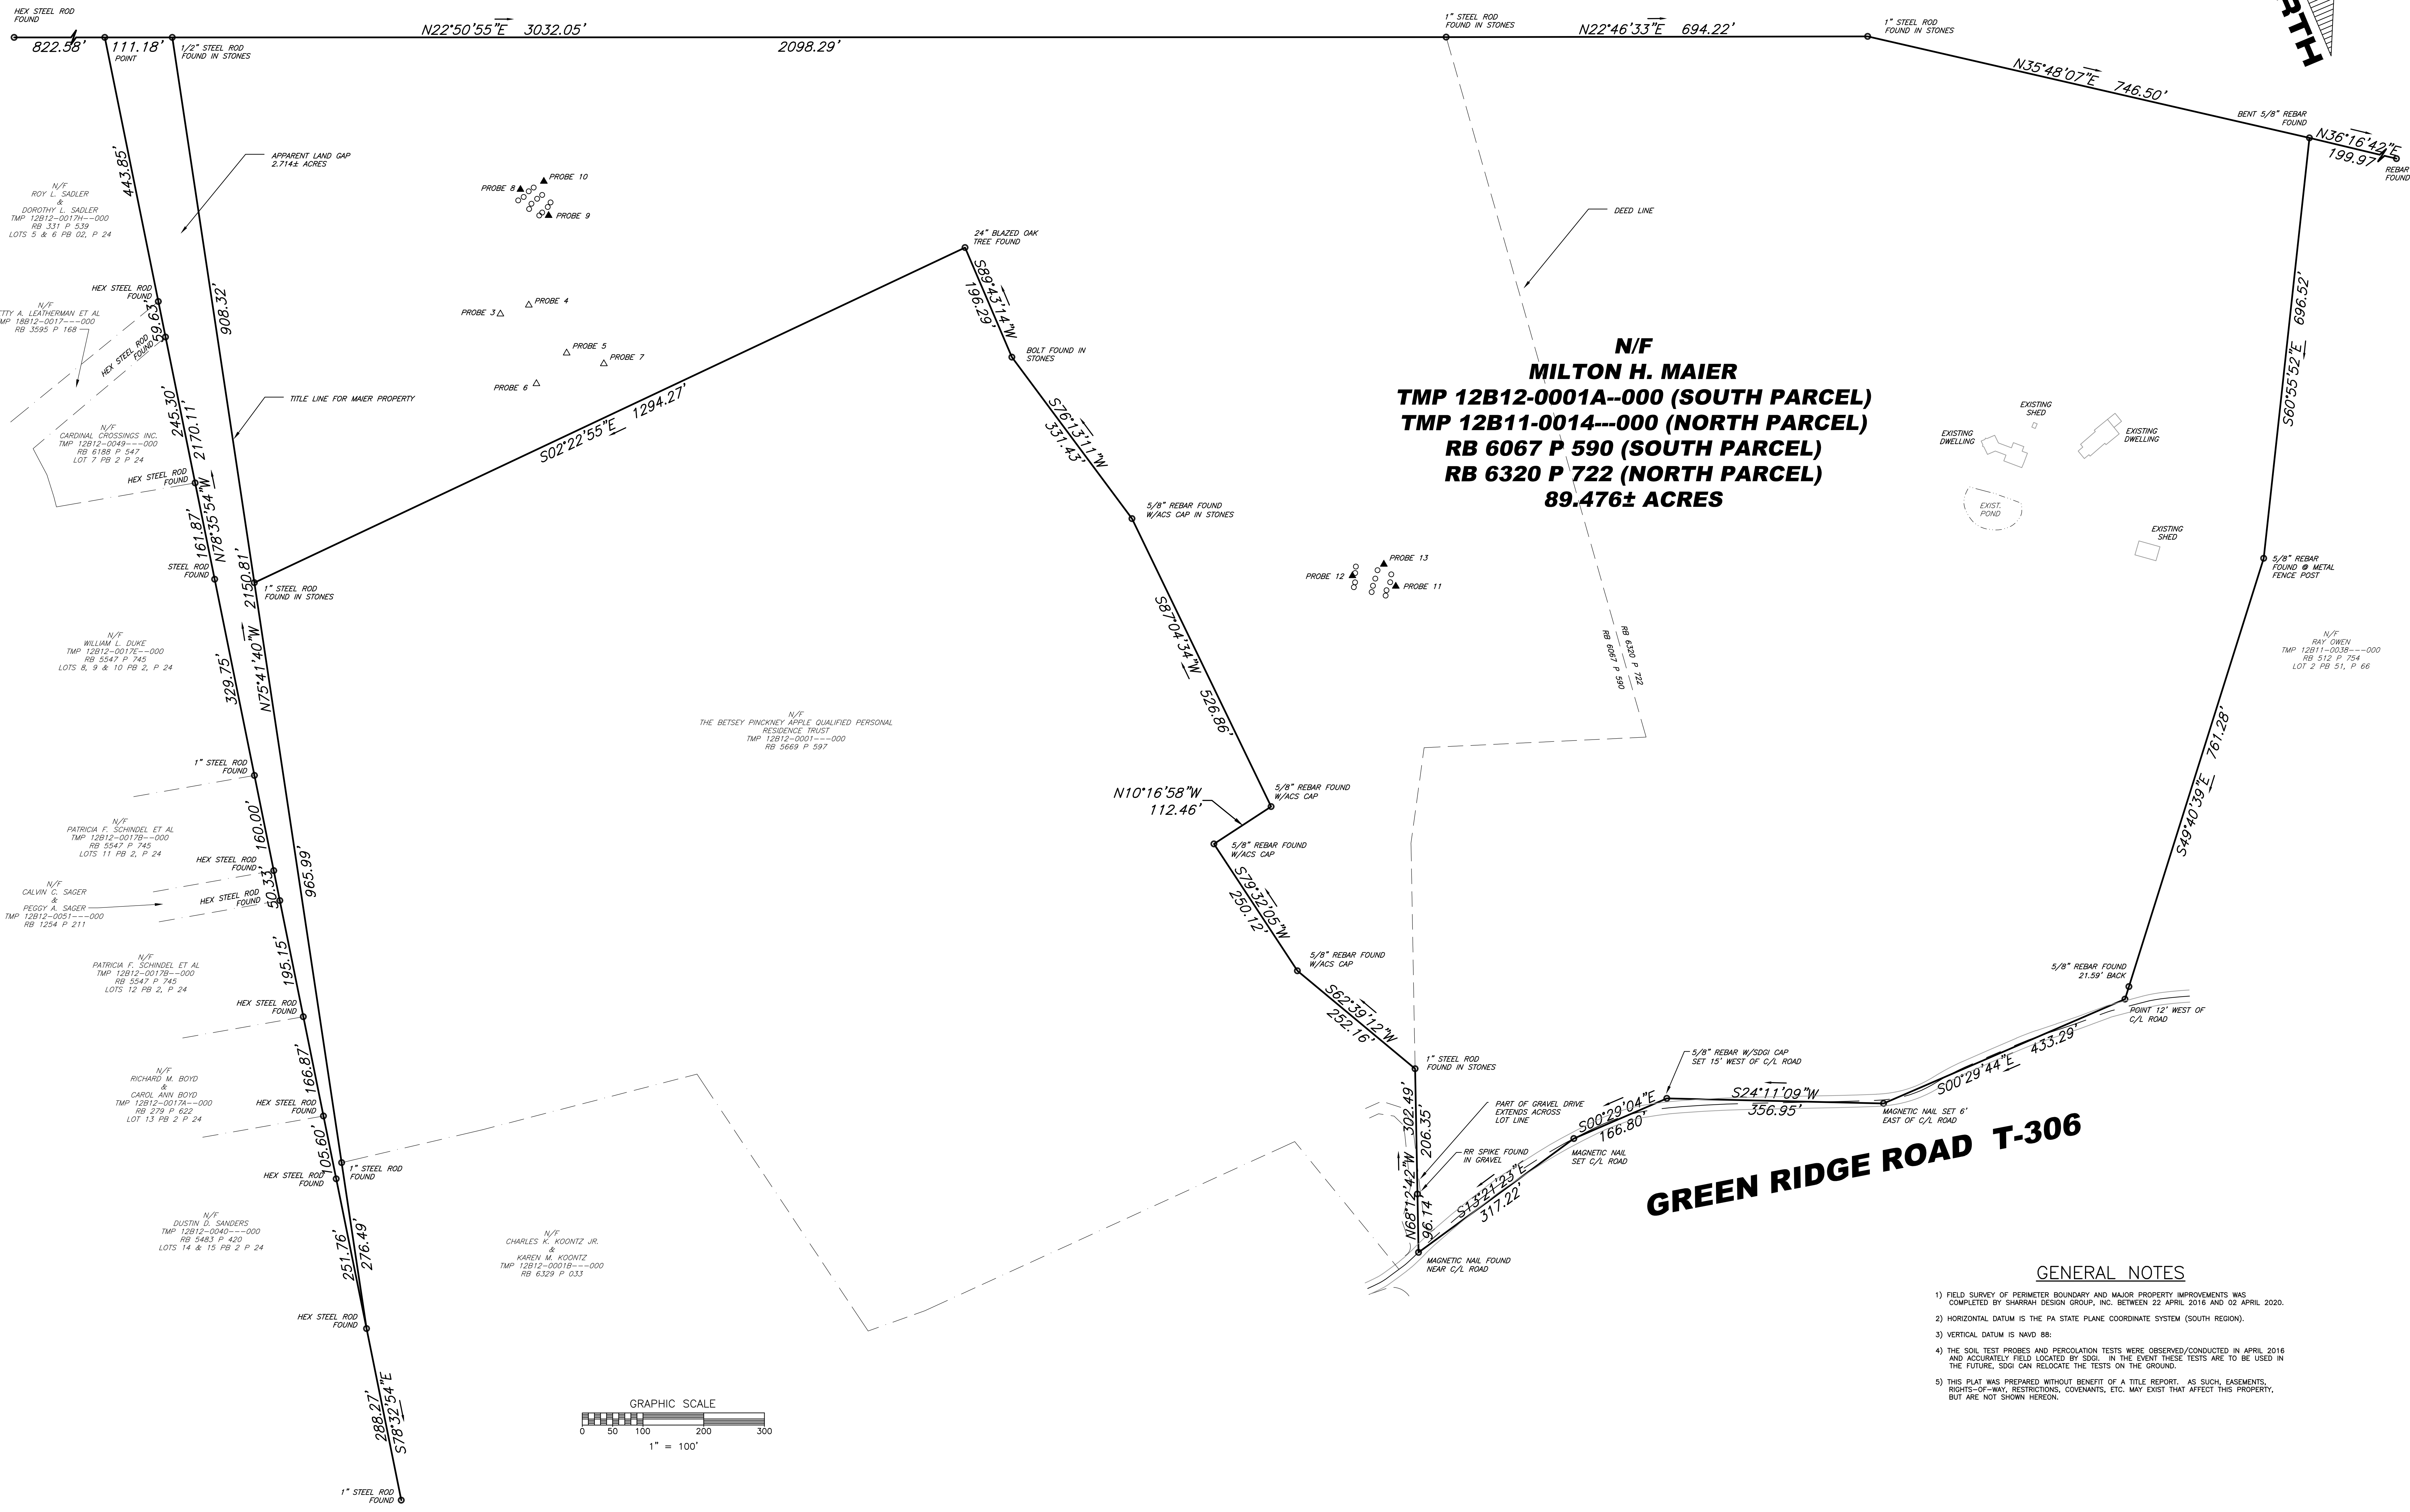 HEX STEEL ROD
FOUND
822.58'
111.18'
POINT
1/2" STEEL ROD
FOUND IN STONES
N22°50'55"E 3032.05'
2098.29'
1" STEEL ROD
FOUND IN STONES
N22°46'33"E 694.22'
1" STEEL ROD
FOUND IN STONES
N35°48'07"E 746.50'
BENT 5/8" REBAR
FOUND
N36°16'42"E
199.97'
REBAR
FOUND
443.85'
APPARENT LAND GAP
2.714± ACRES
N/F
ROY L. SADLER
&
DOROTHY L. SADLER
TMP 12B12-0017H--000
RB 331 P 539
LOTS 5 & 6 PB 02, P 24
PROBE 8
PROBE 10
PROBE 9
DEED LINE
24" BLAZED OAK
TREE FOUND
S89°43'14"W
196.29'
HEX STEEL ROD
FOUND
59.63'
HEX STEEL ROD
FOUND
N/F
TTY A. LEATHERMAN ET AL
MP 18B12-0017---000
RB 3595 P 168
908.32'
PROBE 3
PROBE 4
PROBE 5
PROBE 7
PROBE 6
BOLT FOUND IN
STONES
S76°13'11"W
331.43'
N/F
MILTON H. MAIER
TMP 12B12-0001A--000 (SOUTH PARCEL)
TMP 12B11-0014---000 (NORTH PARCEL)
RB 6067 P 590 (SOUTH PARCEL)
RB 6320 P 722 (NORTH PARCEL)
89.476± ACRES
S60°55'52"E 696.52'
TITLE LINE FOR MAIER PROPERTY
S02°22'55"E 1294.27'
245.30'
N78°35'54"W 2170.11'
N/F
CARDINAL CROSSINGS INC.
TMP 12B12-0049---000
RB 6188 P 547
LOT 7 PB 2 P 24
HEX STEEL ROD
FOUND
161.87'
STEEL ROD
FOUND
EXISTING
SHED
EXISTING
DWELLING
EXISTING
DWELLING
EXIST.
POND
EXISTING
SHED
5/8" REBAR FOUND
W/ACS CAP IN STONES
PROBE 12
PROBE 13
PROBE 11
5/8" REBAR
FOUND @ METAL
FENCE POST
N75°41'40"W 2150.81'
1" STEEL ROD
FOUND IN STONES
S87°04'34"W 526.86'
RB 6320 P 722
RB 6067 P 590
N/F
WILLIAM L. DUKE
TMP 12B12-0017E--000
RB 5547 P 745
LOTS 8, 9 & 10 PB 2, P 24
329.75'
N/F
RAY OWEN
TMP 12B11-0038---000
RB 512 P 754
LOT 2 PB 51, P 66
N/F
THE BETSEY PINCKNEY APPLE QUALIFIED PERSONAL
RESIDENCE TRUST
TMP 12B12-0001---000
RB 5669 P 597
S49°40'39"E 761.28'
1" STEEL ROD
FOUND
160.00'
N10°16'58"W
112.46'
5/8" REBAR FOUND
W/ACS CAP
5/8" REBAR FOUND
W/ACS CAP
N/F
PATRICIA F. SCHINDEL ET AL
TMP 12B12-0017B--000
RB 5547 P 745
LOTS 11 PB 2, P 24
HEX STEEL ROD
FOUND
50.33'
HEX STEEL ROD
FOUND
965.99'
N/F
CALVIN C. SAGER
&
PEGGY A. SAGER
TMP 12B12-0051---000
RB 1254 P 211
S79°32'05"W
250.12'
5/8" REBAR FOUND
W/ACS CAP
195.15'
N/F
PATRICIA F. SCHINDEL ET AL
TMP 12B12-0017B--000
RB 5547 P 745
LOTS 12 PB 2, P 24
HEX STEEL ROD
FOUND
S62°39'12"W
252.16'
5/8" REBAR FOUND
21.59' BACK
POINT 12' WEST OF
C/L ROAD
S00°29'44"E 433.29'
1" STEEL ROD
FOUND IN STONES
5/8" REBAR W/SDGI CAP
SET 15' WEST OF C/L ROAD
S24°11'09"W
356.95'
MAGNETIC NAIL SET 6'
EAST OF C/L ROAD
166.87'
N/F
RICHARD M. BOYD
&
CAROL ANN BOYD
TMP 12B12-0017A--000
RB 279 P 622
LOT 13 PB 2 P 24
HEX STEEL ROD
FOUND
105.60'
PART OF GRAVEL DRIVE
EXTENDS ACROSS
LOT LINE
S00°29'04"E
166.80'
MAGNETIC NAIL
SET C/L ROAD
N68°12'42"W 302.49'
206.35'
96.14'
RR SPIKE FOUND
IN GRAVEL
S13°21'23"E
317.22'
MAGNETIC NAIL FOUND
NEAR C/L ROAD
GREEN RIDGE ROAD T-306
1" STEEL ROD
FOUND
HEX STEEL ROD
FOUND
N/F
DUSTIN D. SANDERS
TMP 12B12-0040---000
RB 5483 P 420
LOTS 14 & 15 PB 2 P 24
251.76'
276.49'
N/F
CHARLES K. KOONTZ JR.
&
KAREN M. KOONTZ
TMP 12B12-0001B---000
RB 6329 P 033
HEX STEEL ROD
FOUND
288.27'
S78°32'54"E
1" STEEL ROD
FOUND
GRAPHIC SCALE
0 50 100 200 300
1" = 100'
GENERAL NOTES
1) FIELD SURVEY OF PERIMETER BOUNDARY AND MAJOR PROPERTY IMPROVEMENTS WAS
COMPLETED BY SHARRAH DESIGN GROUP, INC. BETWEEN 22 APRIL 2016 AND 02 APRIL 2020.
2) HORIZONTAL DATUM IS THE PA STATE PLANE COORDINATE SYSTEM (SOUTH REGION).
3) VERTICAL DATUM IS NAVD 88:
4) THE SOIL TEST PROBES AND PERCOLATION TESTS WERE OBSERVED/CONDUCTED IN APRIL 2016
AND ACCURATELY FIELD LOCATED BY SDGI. IN THE EVENT THESE TESTS ARE TO BE USED IN
THE FUTURE, SDGI CAN RELOCATE THE TESTS ON THE GROUND.
5) THIS PLAT WAS PREPARED WITHOUT BENEFIT OF A TITLE REPORT. AS SUCH, EASEMENTS,
RIGHTS-OF-WAY, RESTRICTIONS, COVENANTS, ETC. MAY EXIST THAT AFFECT THIS PROPERTY,
BUT ARE NOT SHOWN HEREON.
RTH